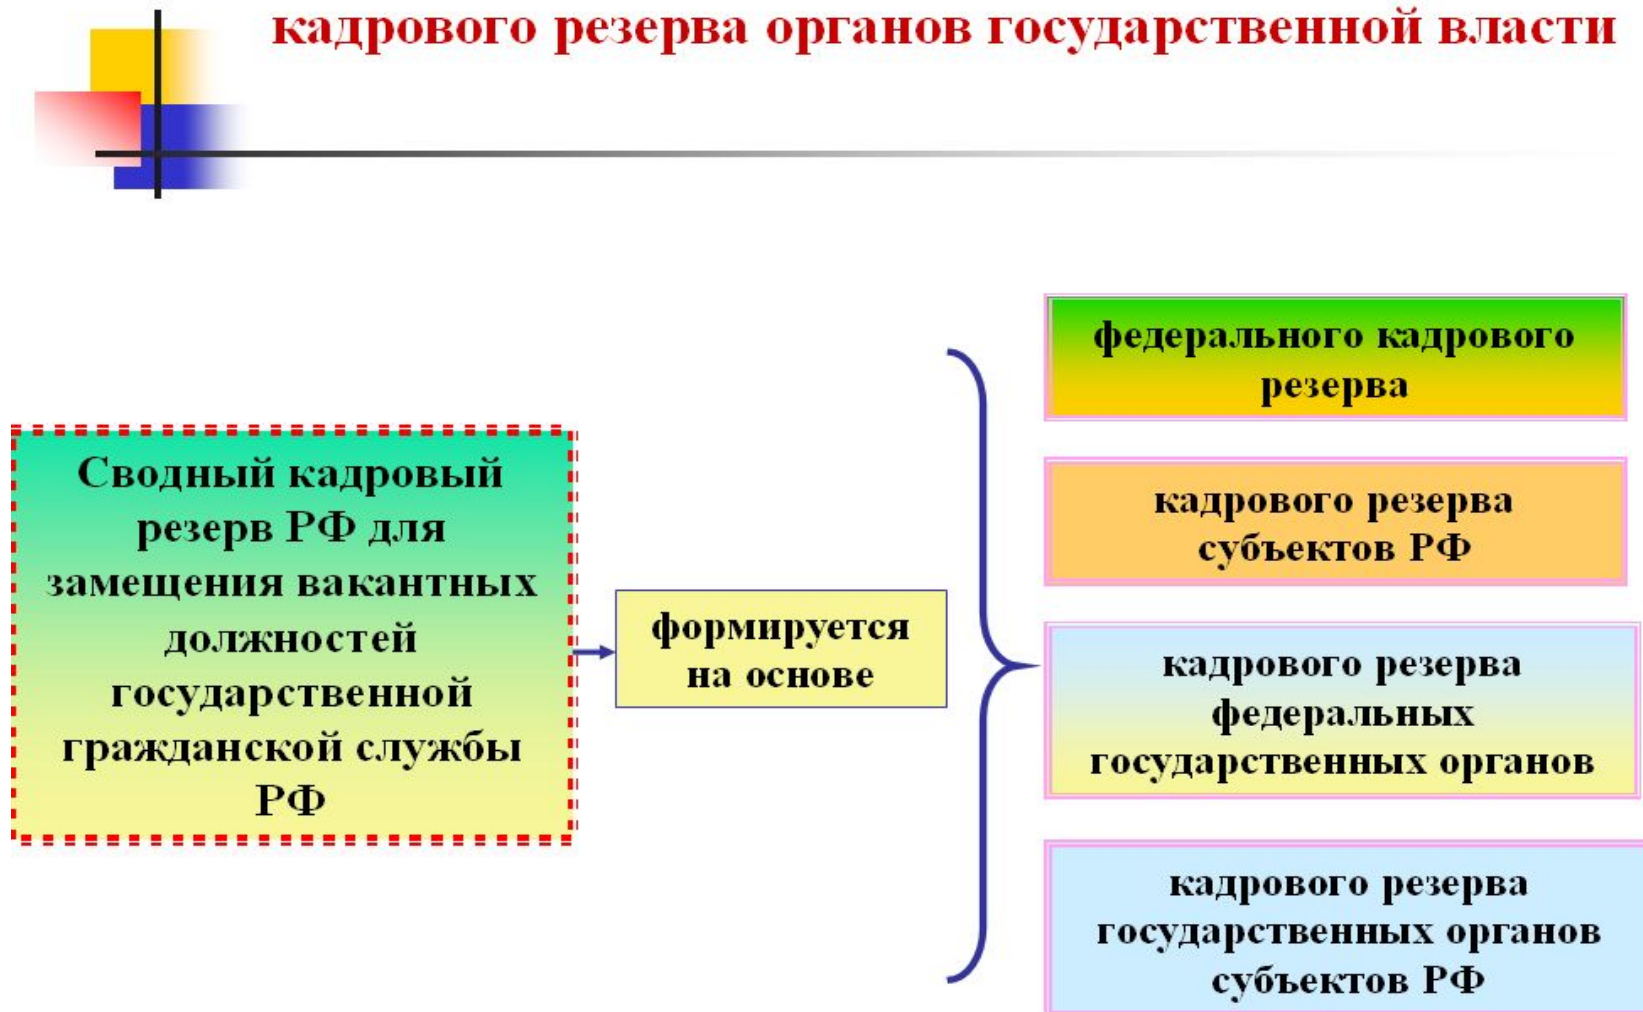 кадрового резерва органов государственной власти
Сводный кадровый
резерв РФ для
замещения вакантных
должностей
государственной
гражданской службы
РФ
формируется
на основе
федерального кадрового
резерва
кадрового резерва
субъектов РФ
кадрового резерва
федеральных
государственных органов
кадрового резерва
государственных органов
субъектов РФ